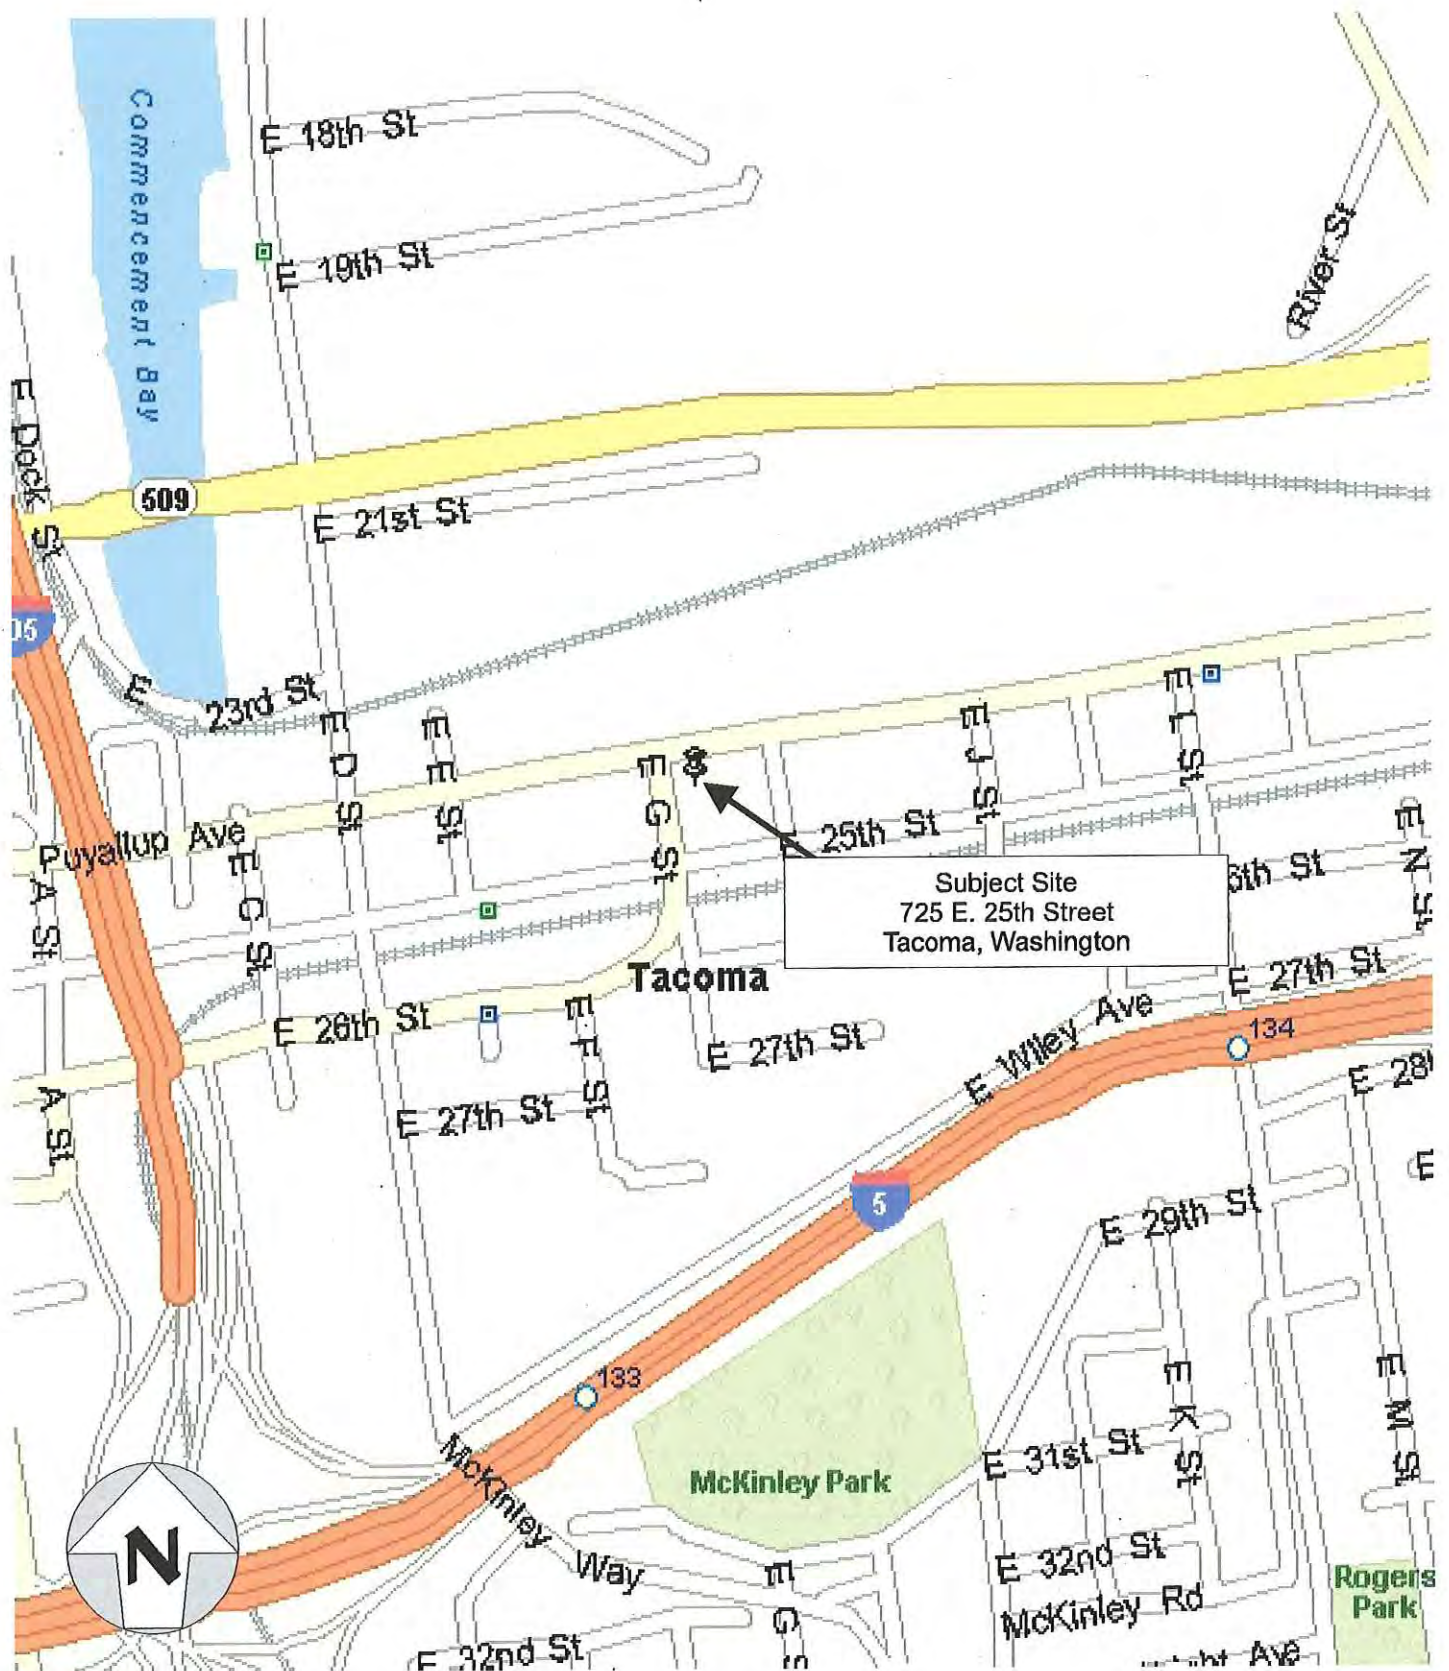 E 18th St
Commencement Bay
E 19th St
River St
E Dock St
509
E 21st St
E 23rd St
E D St
E E St
E G St
E J St
E L St
Puyallup Ave
E C St
A St
E 25th St
E N St
Subject Site
725 E. 25th Street
Tacoma, Washington
6th St
Tacoma
E 26th St
E 27th St
E 27th St
E Wiley Ave
134
E F St
E 27th St
A St
E 28
E
5
E 29th St
133
E K St
E M St
McKinley Park
E 31st St
McKinley Way
N
E 32nd St
McKinley Rd
Rogers
Park
E G
E 32nd St
Ave